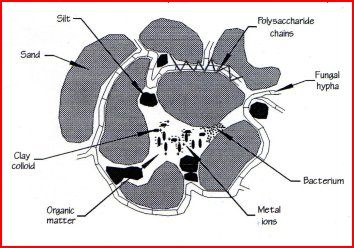 Silt
Polysaccharide
chains
Sand
Fungal
hypha
Clay
colloid
Bacterium
Organic
matter
Metal
ions